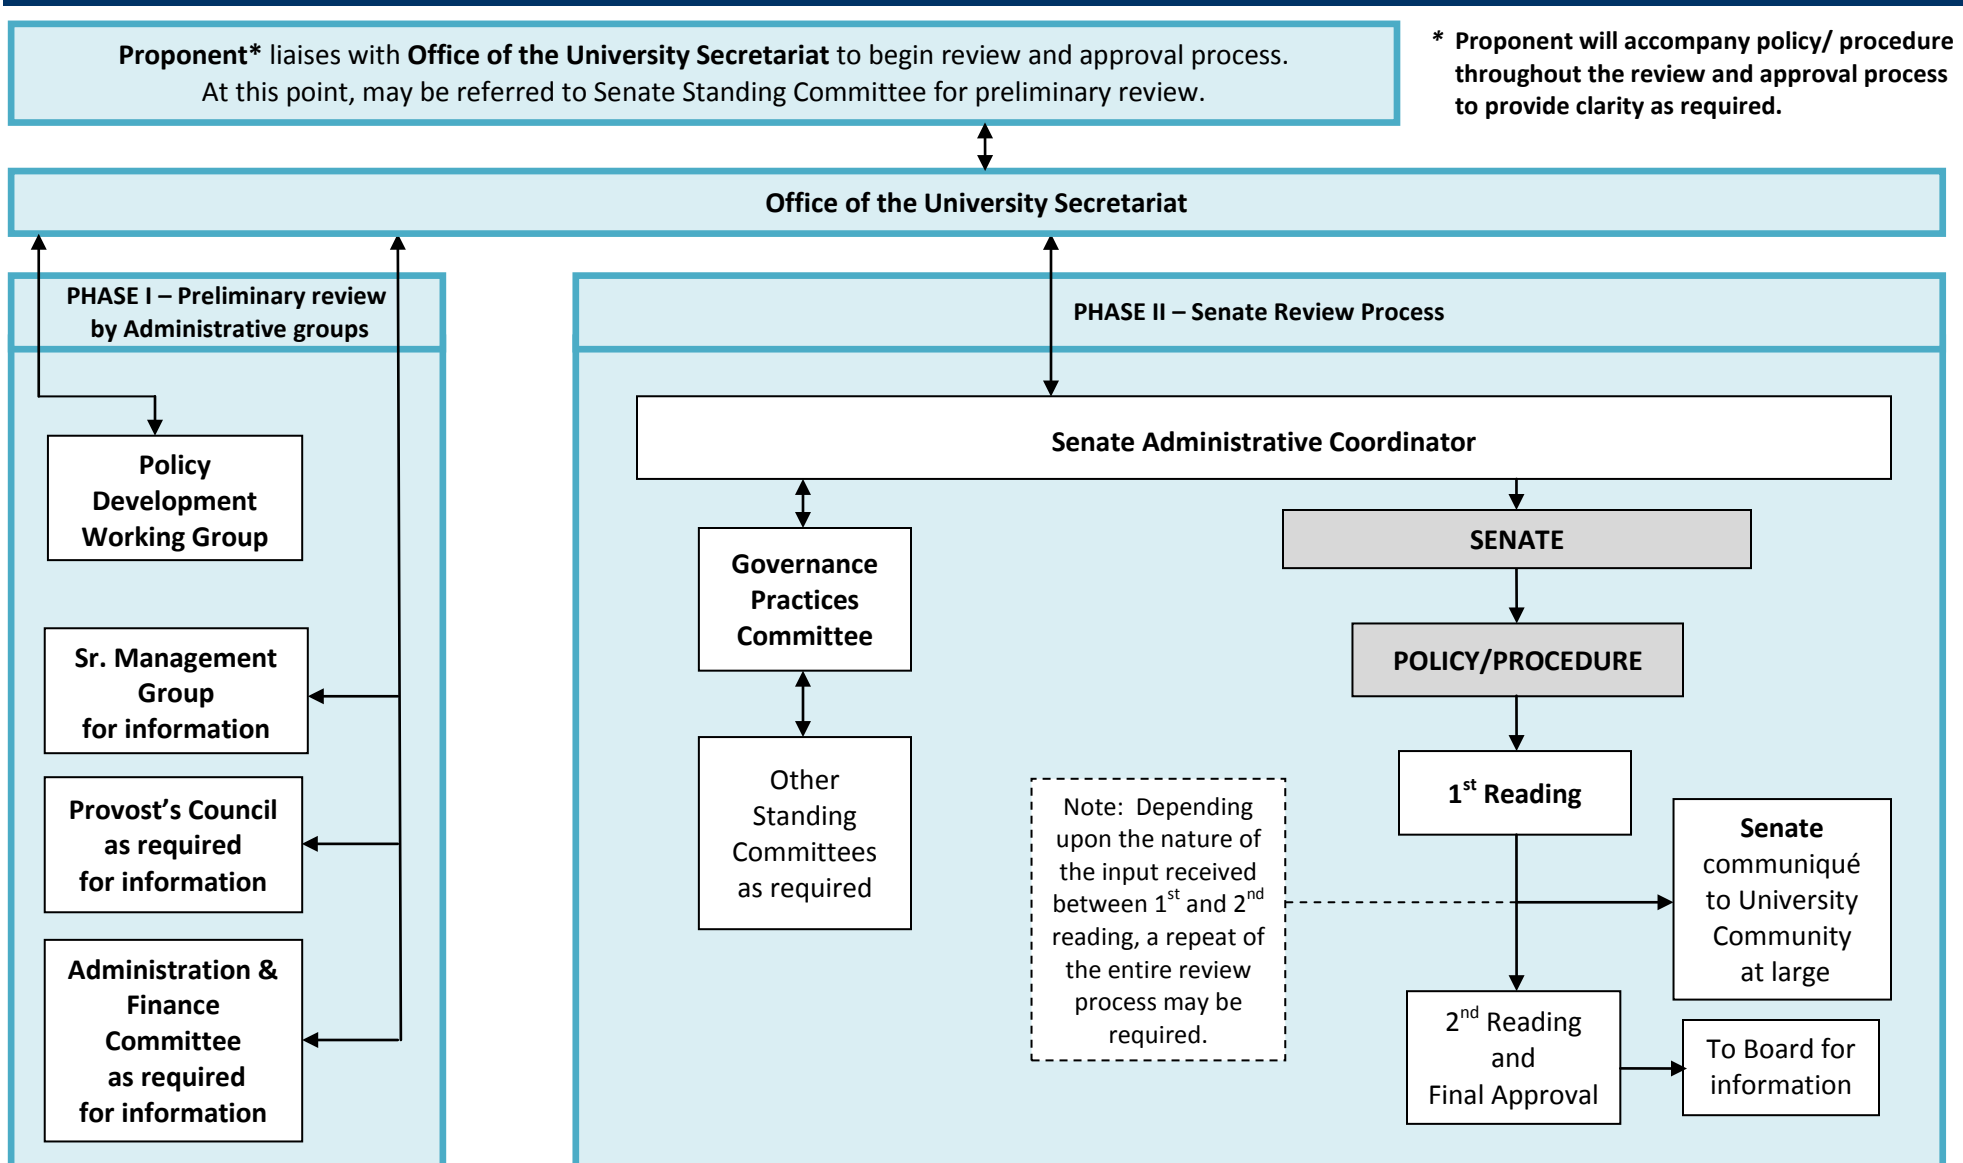 Proponent* liaises with Office of the University Secretariat to begin review and approval process.
At this point, may be referred to Senate Standing Committee for preliminary review.
* Proponent will accompany policy/ procedure
throughout the review and approval process
to provide clarity as required.
Office of the University Secretariat
PHASE I – Preliminary review
by Administrative groups
Policy
Development
Working Group
Sr. Management
Group
for information
Provost’s Council
as required
for information
Administration &
Finance
Committee
as required
for information
PHASE II – Senate Review Process
Senate Administrative Coordinator
Governance
Practices
Committee
Other
Standing
Committees
as required
SENATE
POLICY/PROCEDURE
1st Reading
Note:  Depending
upon the nature of
the input received
between 1st and 2nd
reading, a repeat of
the entire review
process may be
required.
Senate
communiqué
to University
Community
at large
2nd Reading
and
Final Approval
To Board for
information